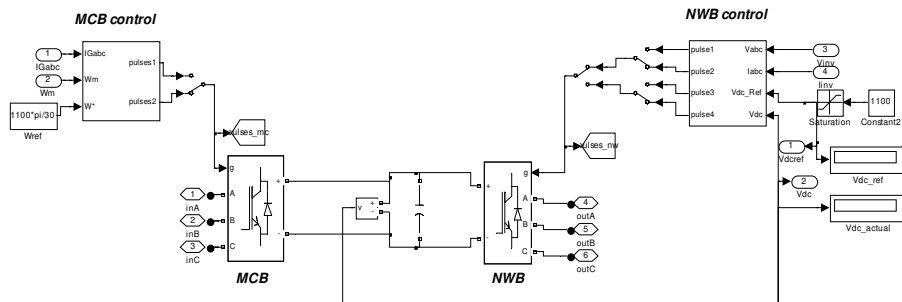 MCB control
NWB control
1
IGabc
2
Wm
1100*pi/30
Wref
IGabc
Wm
W*
pulses1
pulses2
pulses_mc
pulse1
pulse2
pulse3
pulse4
Vabc
Iabc
Vdc_Ref
Vdc
3
Vinv
4
Iinv
Saturation
1100
Constant2
1
Vdcref
Vdc_ref
2
Vdc
Vdc_actual
pulses_nw
g
A
B
C
+
-
MCB
1
inA
2
inB
3
inC
v
+
-
g
+
-
A
B
C
NWB
4
outA
5
outB
6
outC